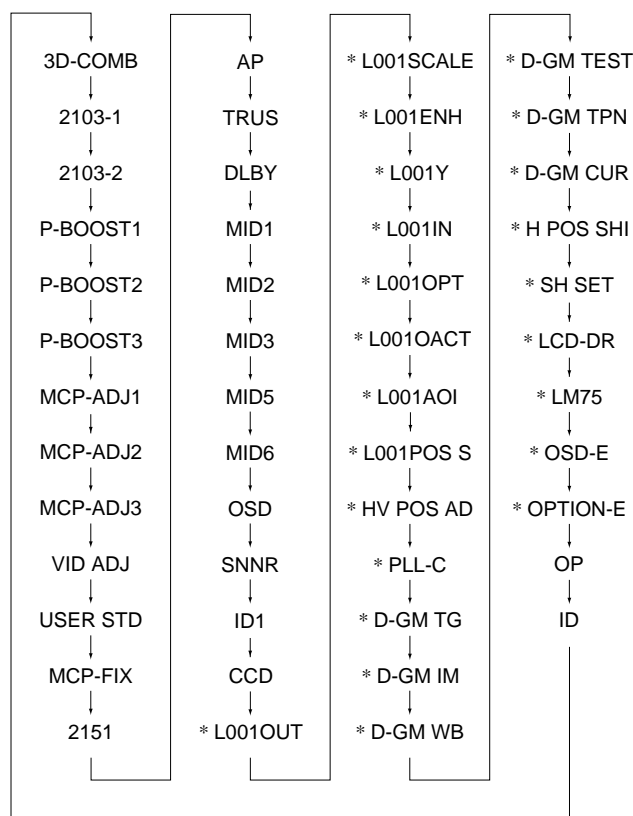 3D-COMB
2103-1
2103-2
P-BOOST1
P-BOOST2
P-BOOST3
MCP-ADJ1
MCP-ADJ2
MCP-ADJ3
VID ADJ
USER STD
MCP-FIX
2151
AP
TRUS
DLBY
MID1
MID2
MID3
MID5
MID6
OSD
SNNR
ID1
CCD
* L001OUT
* L001SCALE
* L001ENH
* L001Y
* L001IN
* L001OPT
* L001OACT
* L001AOI
* L001POS S
* HV POS AD
* PLL-C
* D-GM TG
* D-GM IM
* D-GM WB
* D-GM TEST
* D-GM TPN
* D-GM CUR
* H POS SHI
* SH SET
* LCD-DR
* LM75
* OSD-E
* OPTION-E
OP
ID